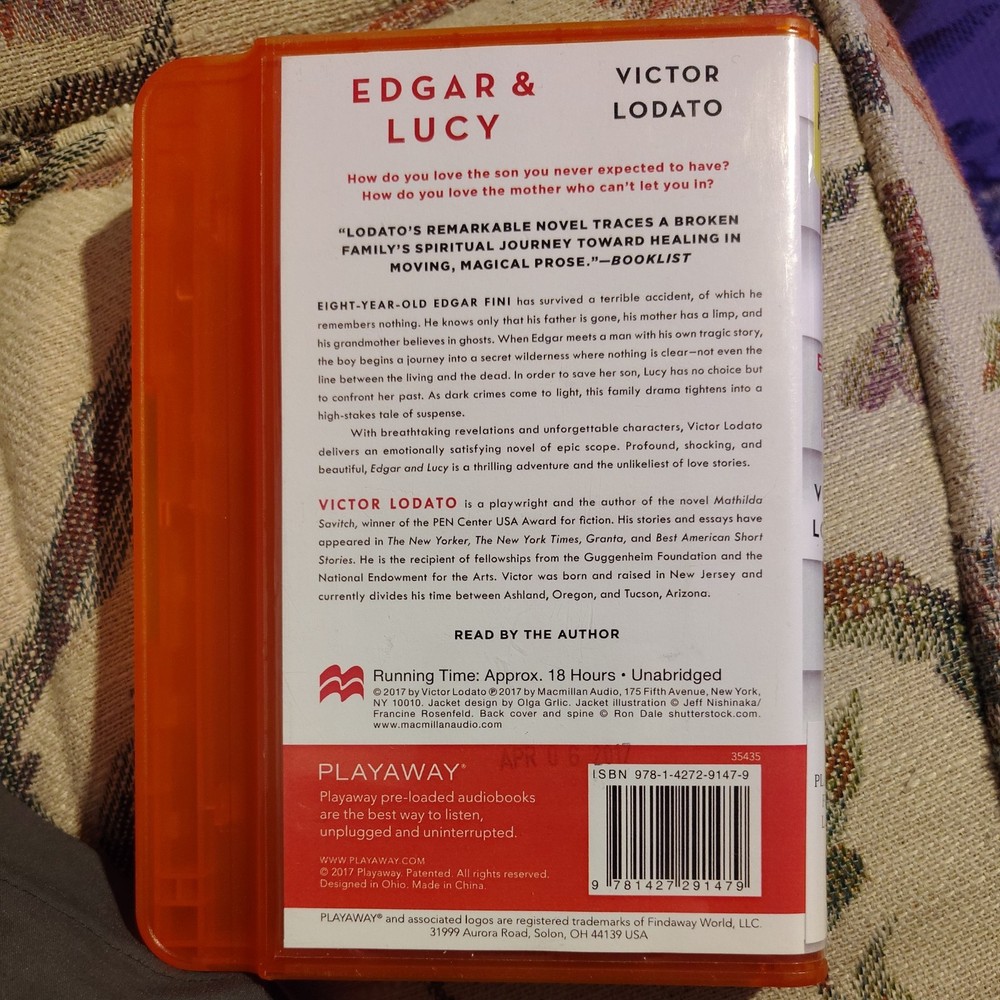 EDGAR &
LUCY
VICTOR
LODATO
How do you love the son you never expected to have?
How do you love the mother who can't let you in?
“LODATO’S REMARKABLE NOVEL TRACES A BROKEN
FAMILY’S SPIRITUAL JOURNEY TOWARD HEALING IN
MOVING, MAGICAL PROSE.”—BOOKLIST
EIGHT-YEAR-OLD EDGAR FINI has survived a terrible accident, of which he
remembers nothing. He knows only that his father is gone, his mother has a limp, and
his grandmother believes in ghosts. When Edgar meets a man with his own tragic story,
the boy begins a journey into a secret wilderness where nothing is clear—not even the
line between the living and the dead. In order to save her son, Lucy has no choice but
to confront her past. As dark crimes come to light, this family drama tightens into a
high-stakes tale of suspense.
With breathtaking revelations and unforgettable characters, Victor Lodato
delivers an emotionally satisfying novel of epic scope. Profound, shocking, and
beautiful, Edgar and Lucy is a thrilling adventure and the unlikeliest of love stories.
VICTOR LODATO is a playwright and the author of the novel Mathilda
Savitch, winner of the PEN Center USA Award for fiction. His stories and essays have
appeared in The New Yorker, The New York Times, Granta, and Best American Short
Stories. He is the recipient of fellowships from the Guggenheim Foundation and the
National Endowment for the Arts. Victor was born and raised in New Jersey and
currently divides his time between Ashland, Oregon, and Tucson, Arizona.
READ BY THE AUTHOR
Running Time: Approx. 18 Hours • Unabridged
© 2017 by Victor Lodato ℗ 2017 by Macmillan Audio, 175 Fifth Avenue, New York,
NY 10010. Jacket design by Olga Grlic. Jacket illustration © Jeff Nishinaka/
Francine Rosenfeld. Back cover and spine © Ron Dale shutterstock.com.
www.macmillanaudio.com
APR 06 2017
35435
PLAYAWAY®
Playaway pre-loaded audiobooks
are the best way to listen,
unplugged and uninterrupted.
WWW.PLAYAWAY.COM
© 2017 Playaway. Patented. All rights reserved.
Designed in Ohio. Made in China.
ISBN 978-1-4272-9147-9
9 781427 291479
PLAYAWAY® and associated logos are registered trademarks of Findaway World, LLC.
31999 Aurora Road, Solon, OH 44139 USA